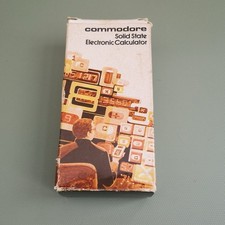 commodore
Solid State
Electronic Calculator